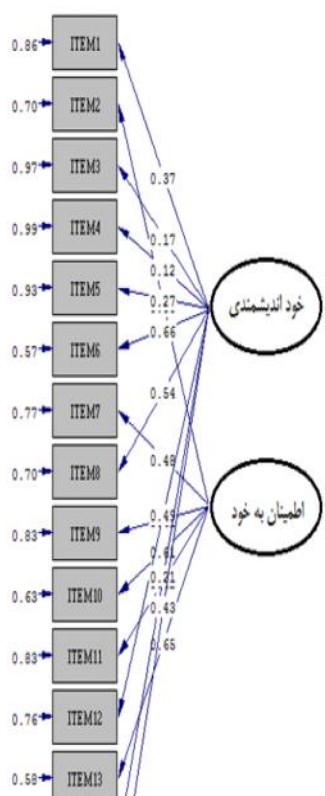 0.86 ITEM1
0.70 ITEM2
0.97 ITEM3
0.99 ITEM4
0.93 ITEM5
0.57 ITEM6
0.77 ITEM7
0.70 ITEM8
0.83 ITEM9
0.63 ITEM10
0.83 ITEM11
0.76 ITEM12
0.58 ITEM13
0.37
0.17
0.12
0.27
0.66
0.54
0.48
0.61
0.21
0.43
0.65
خود اندیشمندی
اطمینان به خود